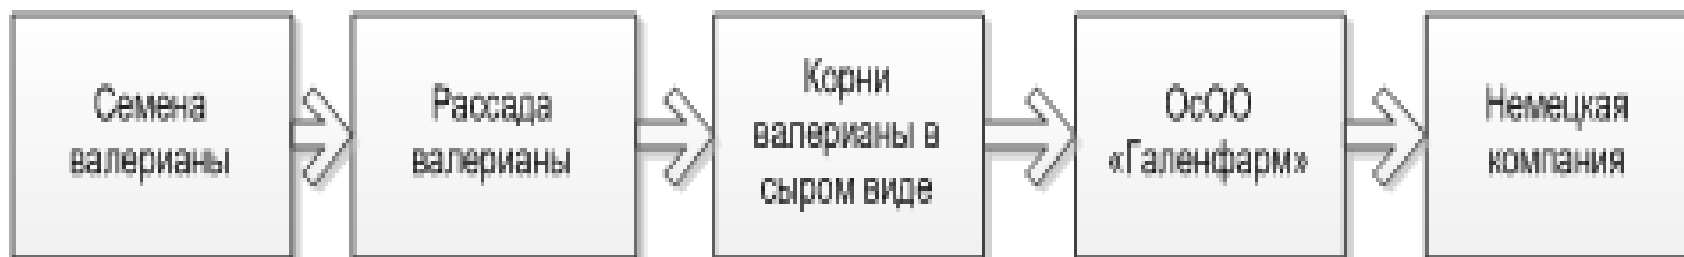 Семена
валерианы
Рассада
валерианы
Корни
валерианы в
сыром виде
ОсОО
«Галенфарм»
Немецкая
компания